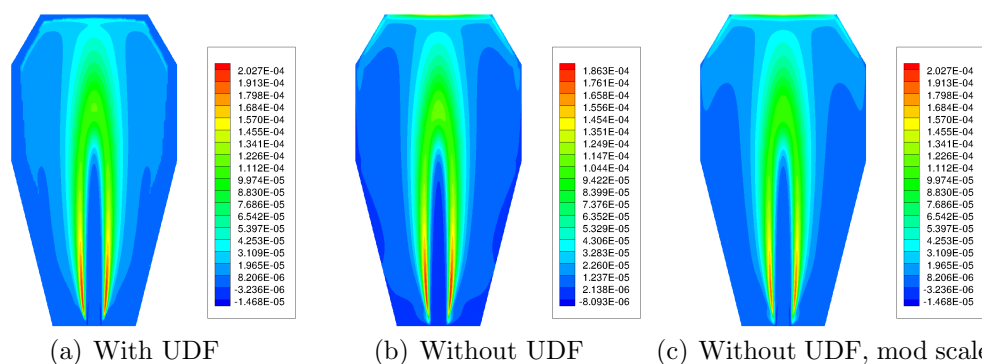 2.027E-04
1.913E-04
1.798E-04
1.684E-04
1.570E-04
1.455E-04
1.341E-04
1.226E-04
1.112E-04
9.974E-05
8.830E-05
7.686E-05
6.542E-05
5.397E-05
4.253E-05
3.109E-05
1.965E-05
8.206E-06
-3.236E-06
-1.468E-05
(a) With UDF
1.863E-04
1.761E-04
1.658E-04
1.556E-04
1.454E-04
1.351E-04
1.249E-04
1.147E-04
1.044E-04
9.422E-05
8.399E-05
7.376E-05
6.352E-05
5.329E-05
4.306E-05
3.283E-05
2.260E-05
1.237E-05
2.138E-06
-8.093E-06
(b) Without UDF
2.027E-04
1.913E-04
1.798E-04
1.684E-04
1.570E-04
1.455E-04
1.341E-04
1.226E-04
1.112E-04
9.974E-05
8.830E-05
7.686E-05
6.542E-05
5.397E-05
4.253E-05
3.109E-05
1.965E-05
8.206E-06
-3.236E-06
-1.468E-05
(c) Without UDF, mod scale